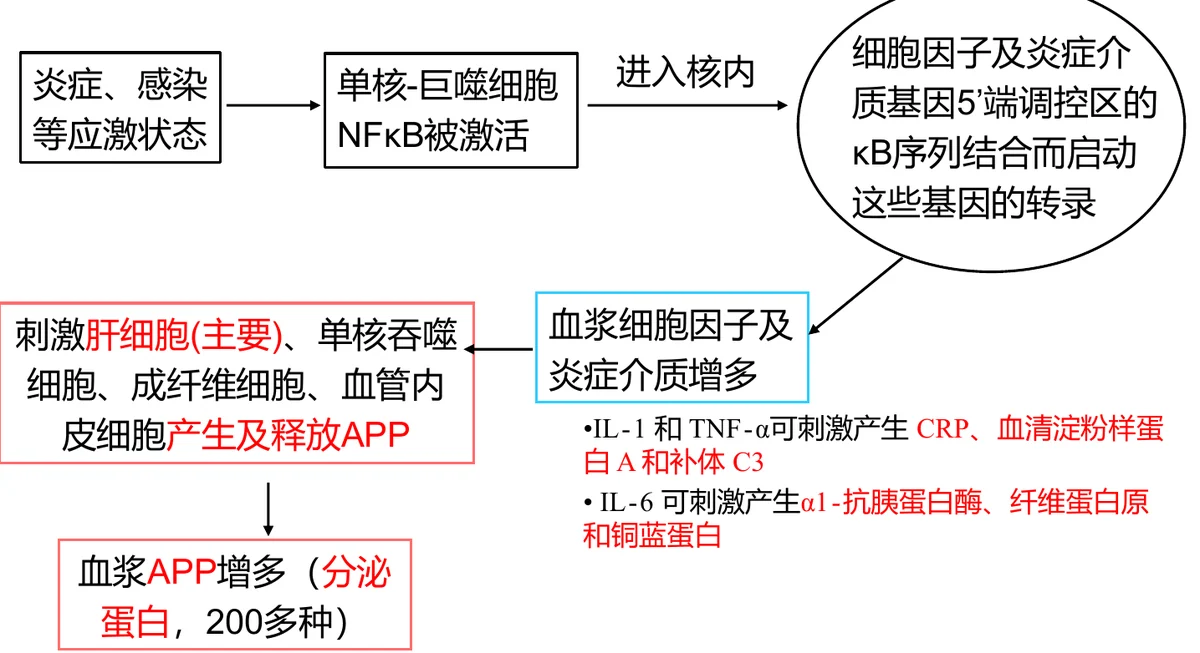 炎症、感染
等应激状态
单核-巨噬细胞
NFκB被激活
进入核内
细胞因子及炎症介
质基因5’端调控区的
κB序列结合而启动
这些基因的转录
血浆细胞因子及
炎症介质增多
•IL-1 和 TNF-α可刺激产生 CRP、血清淀粉样蛋
白 A 和补体 C3
• IL-6 可刺激产生α1-抗胰蛋白酶、纤维蛋白原
和铜蓝蛋白
刺激肝细胞(主要)、单核吞噬
细胞、成纤维细胞、血管内
皮细胞产生及释放APP
血浆APP增多（分泌
蛋白，200多种）